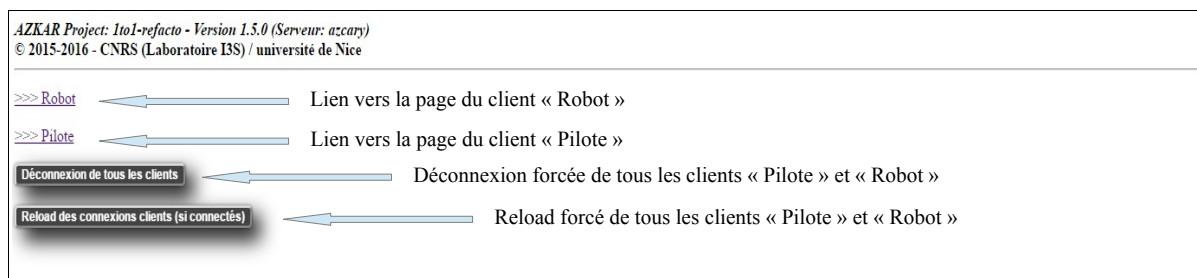 AZKAR Project: 1to1-refacto - Version 1.5.0 (Serveur: azcary)
© 2015-2016 - CNRS (Laboratoire I3S) / université de Nice
>>> Robot Lien vers la page du client « Robot »
>>> Pilote Lien vers la page du client « Pilote »
Déconnexion de tous les clients Déconnexion forcée de tous les clients « Pilote » et « Robot »
Reload des connexions clients (si connectés) Reload forcé de tous les clients « Pilote » et « Robot »